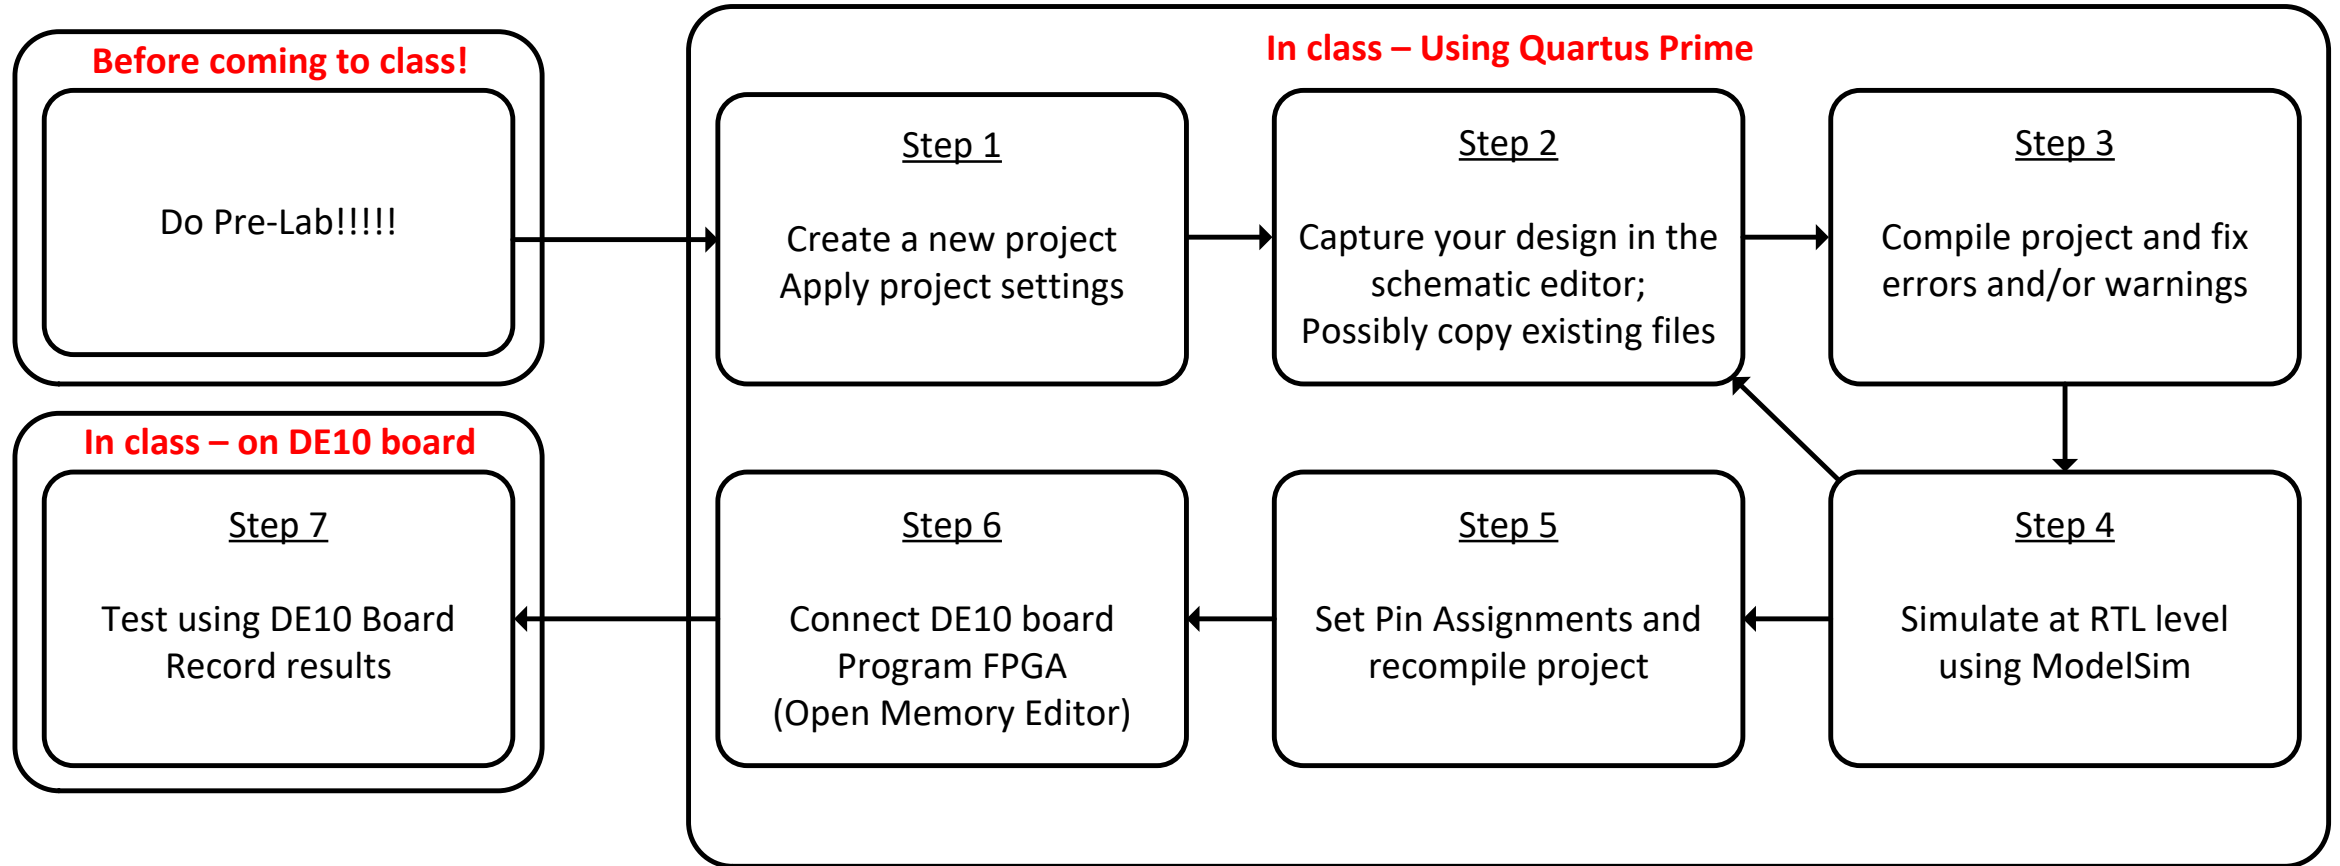 Before coming to class!
Do Pre-Lab!!!!!
In class – Using Quartus Prime
Step 1
Create a new project
Apply project settings
Step 2
Capture your design in the
schematic editor;
Possibly copy existing files
Step 3
Compile project and fix
errors and/or warnings
Step 4
Simulate at RTL level
using ModelSim
Step 5
Set Pin Assignments and
recompile project
Step 6
Connect DE10 board
Program FPGA
(Open Memory Editor)
In class – on DE10 board
Step 7
Test using DE10 Board
Record results